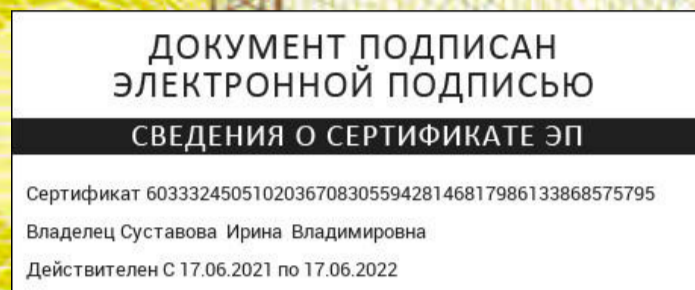 ДОКУМЕНТ ПОДПИСАН
ЭЛЕКТРОННОЙ ПОДПИСЬЮ
СВЕДЕНИЯ О СЕРТИФИКАТЕ ЭП
Сертификат 603332450510203670830559428146817986133868575795
Владелец Суставова Ирина Владимировна
Действителен С 17.06.2021 по 17.06.2022